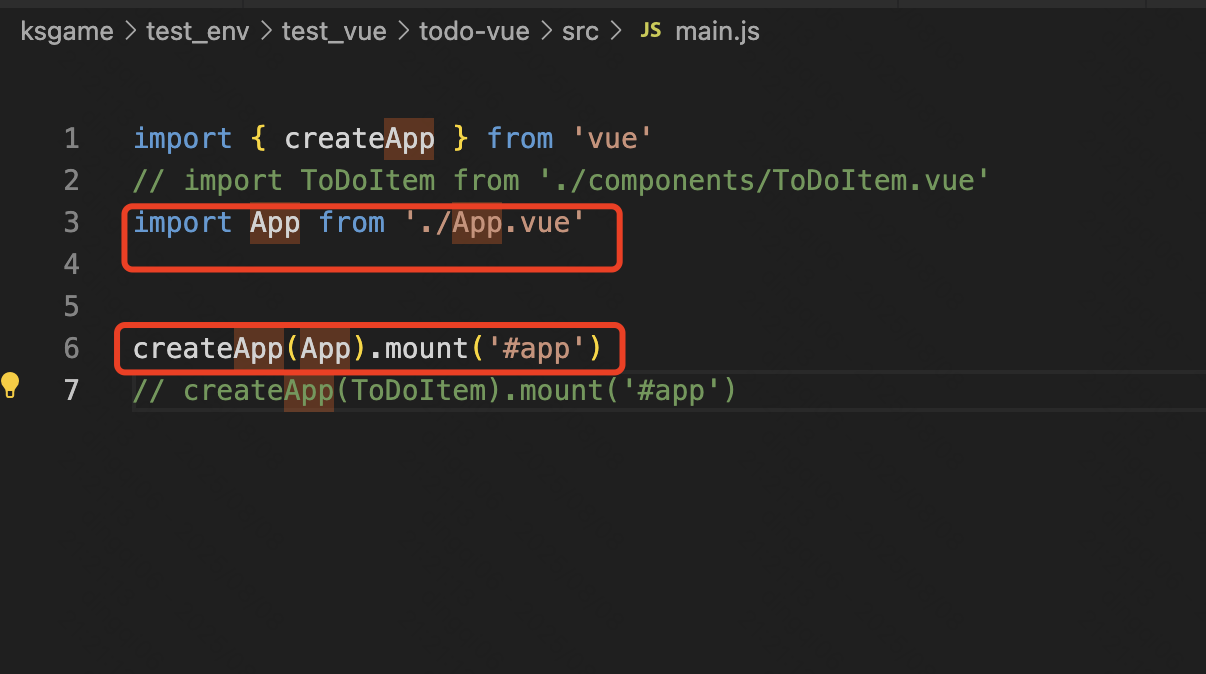 ksgame > test_env > test_vue > todo-vue > src > JS main.js
1 import { createApp } from 'vue'
2 // import ToDoItem from './components/ToDoItem.vue'
3 import App from './App.vue'
4
5
6 createApp(App).mount('#app')
7 // createApp(ToDoItem).mount('#app')